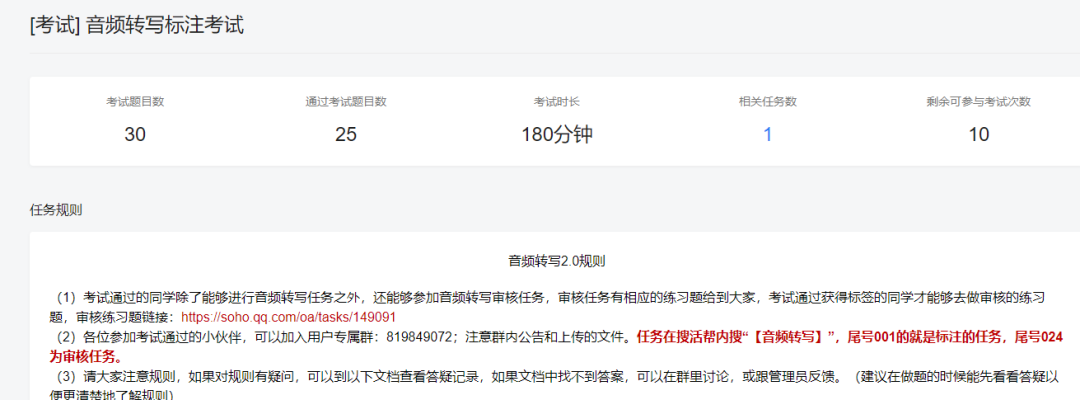 [考试] 音频转写标注考试
考试题目数 通过考试题目数 考试时长 相关任务数 剩余可参与考试次数
30 25 180分钟 1 10
任务规则
音频转写2.0规则
（1）考试通过的同学除了能够进行音频转写任务之外，还能够参加音频转写审核任务，审核任务有相应的练习题给到大家，考试通过获得标签的同学才能够去做审核的练习
题，审核练习题链接：https://soho.qq.com/oa/tasks/149091
（2）各位参加考试通过的小伙伴，可以加入用户专属群：819849072；注意群内公告和上传的文件。任务在搜活帮内搜“【音频转写】”，尾号001的就是标注的任务，尾号024
为审核任务。
（3）请大家注意规则，如果对规则有疑问，可以到以下文档查看答疑记录，如果文档中找不到答案，可以在群里讨论，或跟管理员反馈。（建议在做题的时候能先看看答疑以
便更清楚地了解规则）